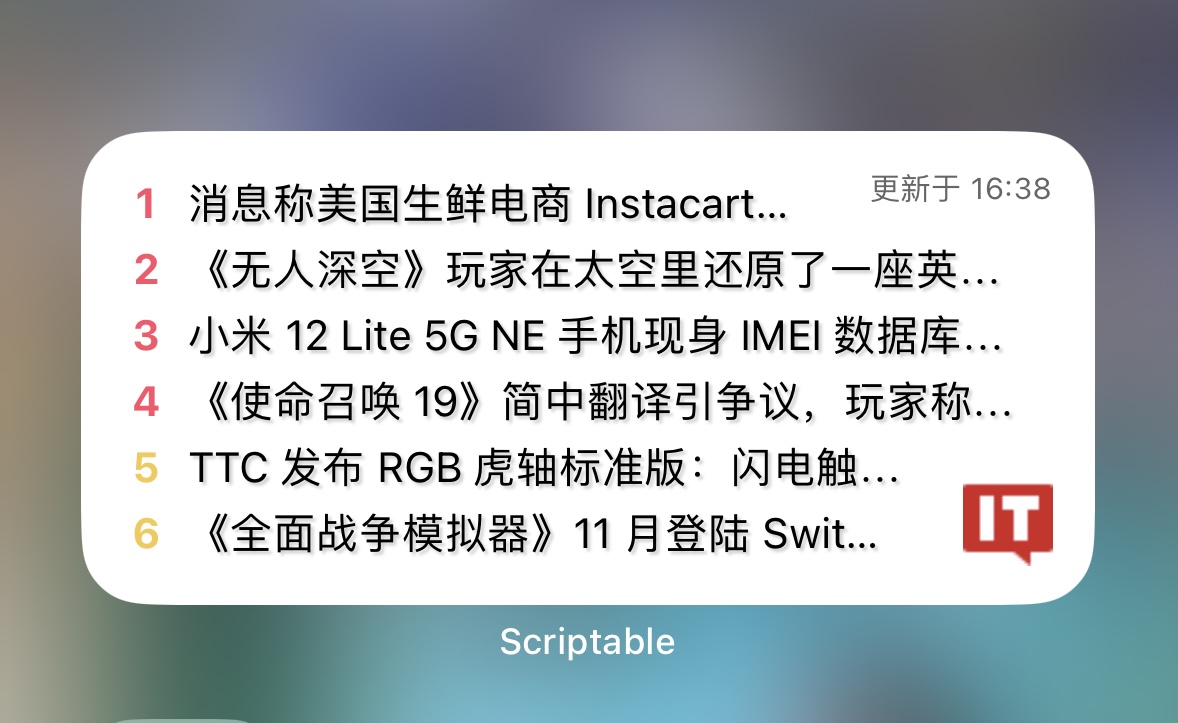 更新于 16:38
1 消息称美国生鲜电商 Instacart...
2 《无人深空》玩家在太空里还原了一座英...
3 小米 12 Lite 5G NE 手机现身 IMEI 数据库...
4 《使命召唤 19》简中翻译引争议，玩家称...
5 TTC 发布 RGB 虎轴标准版：闪电触...
6 《全面战争模拟器》11 月登陆 Swit...
IT
Scriptable